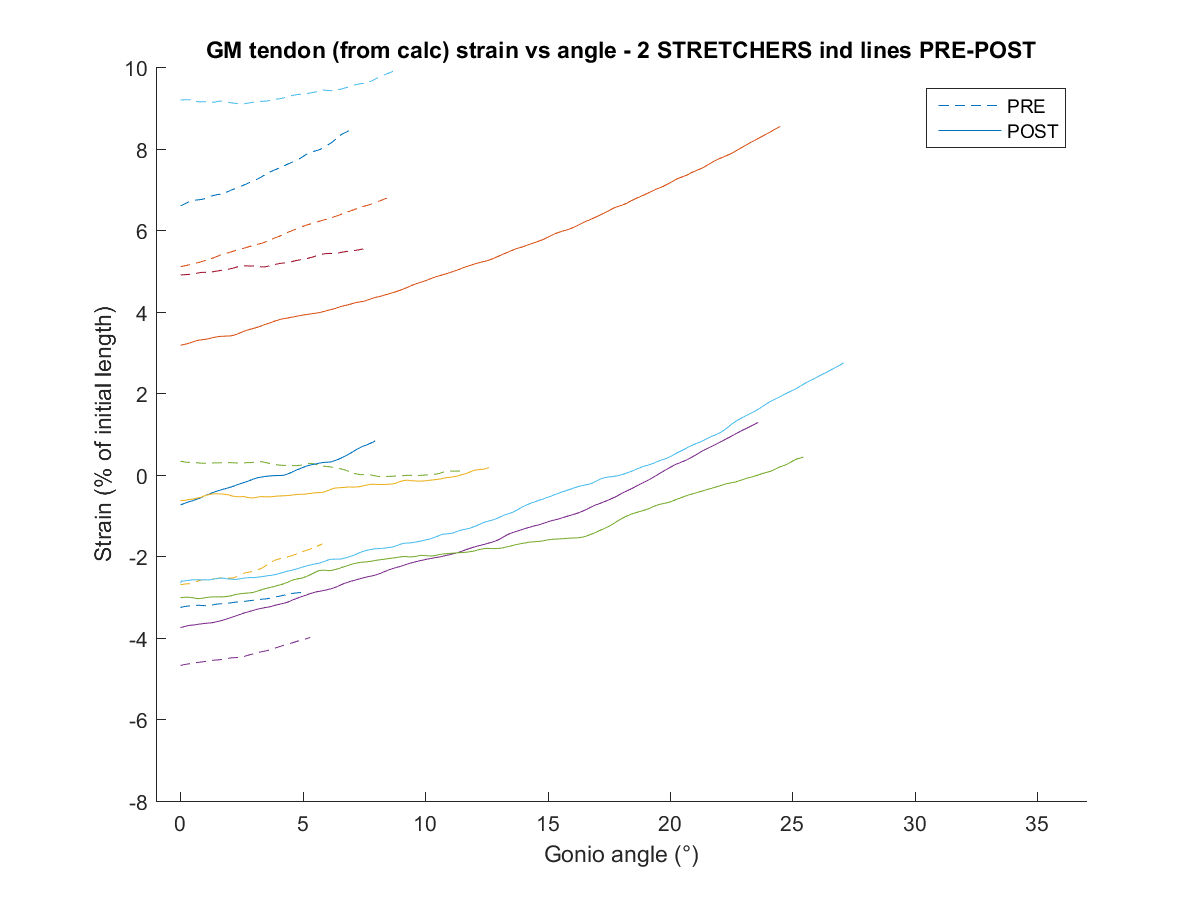 GM tendon (from calc) strain vs angle - 2 STRETCHERS ind lines PRE-POST
10
8
6
4
2
0
-2
-4
-6
-8
Strain (% of initial length)
PRE
POST
0 5 10 15 20 25 30 35
Gonio angle (°)